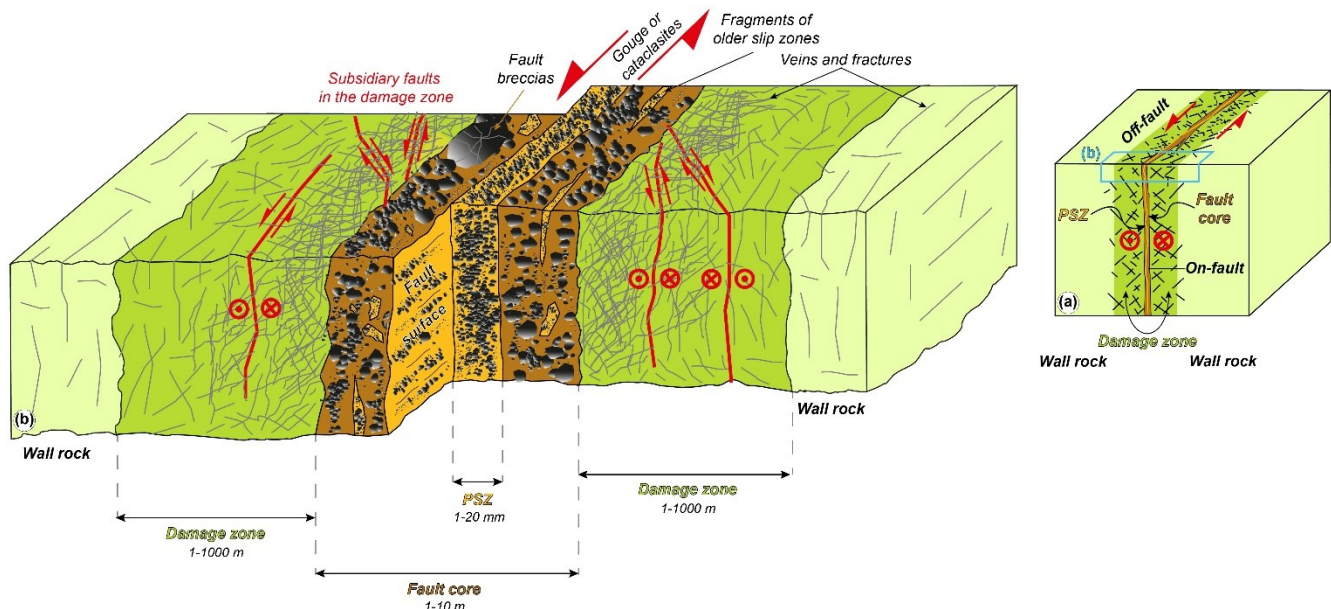 Subsidiary faults
in the damage zone
Fault
breccias
Gouge or
cataclasites
Fragments of
older slip zones
Veins and fractures
Fault
surface
(b)
Wall rock
Wall rock
PSZ
1-20 mm
Damage zone
1-1000 m
Damage zone
1-1000 m
Fault core
1-10 m
Off-fault
(b)
PSZ
Fault
core
On-fault
(a)
Damage zone
Wall rock
Wall rock